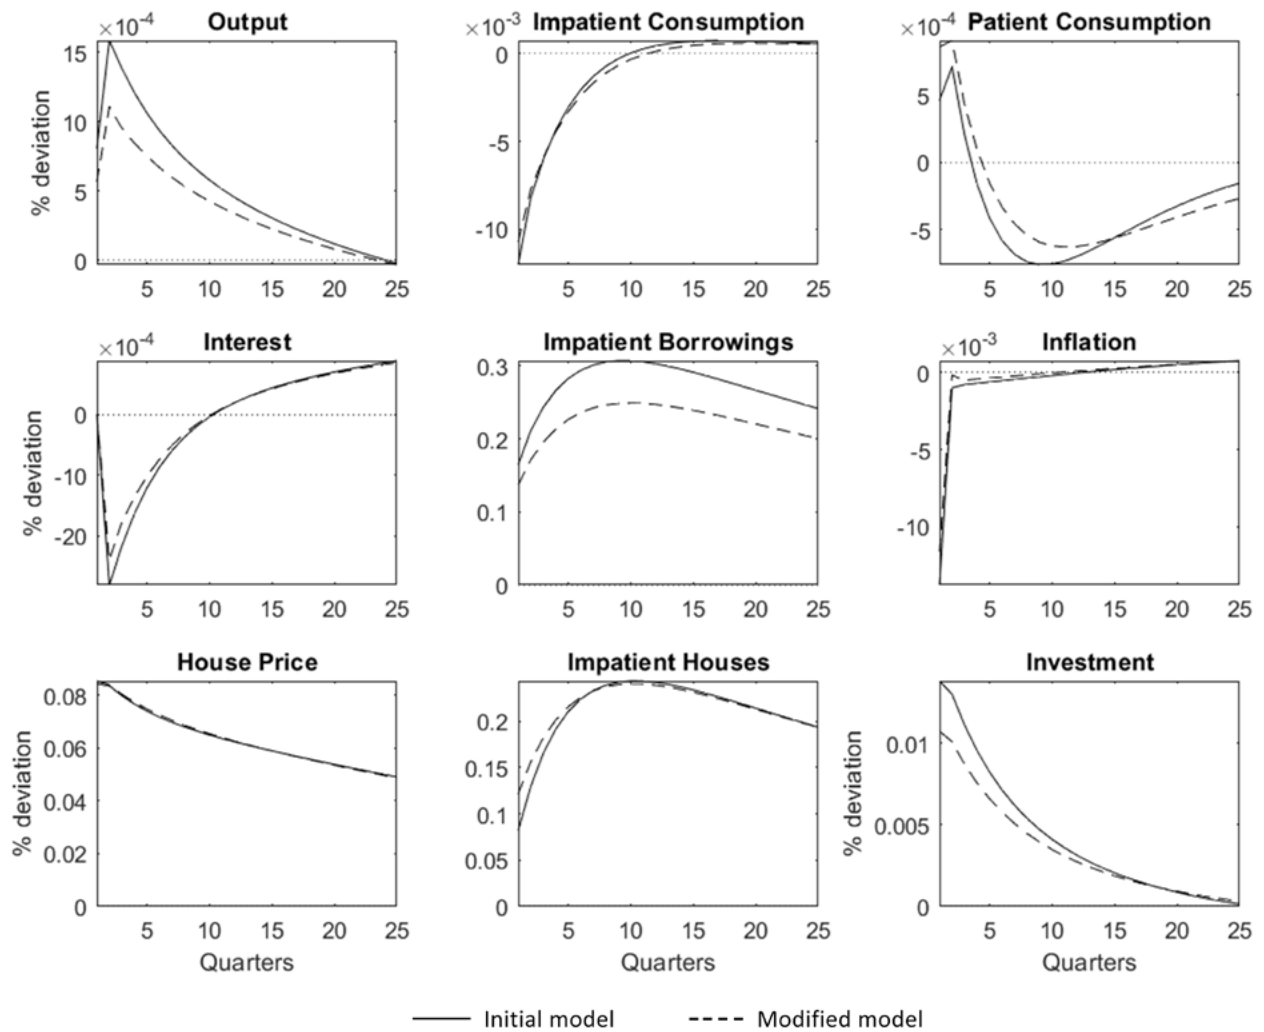 ×10⁻⁴ Output
15
10
5
0
% deviation
5 10 15 20 25
×10⁻³ Impatient Consumption
0
-5
-10
5 10 15 20 25
×10⁻⁴ Patient Consumption
5
0
-5
5 10 15 20 25
×10⁻⁴ Interest
0
-10
-20
% deviation
5 10 15 20 25
Impatient Borrowings
0.3
0.2
0.1
0
5 10 15 20 25
×10⁻³ Inflation
0
-5
-10
5 10 15 20 25
House Price
0.08
0.06
0.04
0.02
0
% deviation
5 10 15 20 25
Quarters
Impatient Houses
0.2
0.15
0.1
0.05
0
5 10 15 20 25
Quarters
Investment
0.01
0.005
0
% deviation
5 10 15 20 25
Quarters
Initial model
Modified model